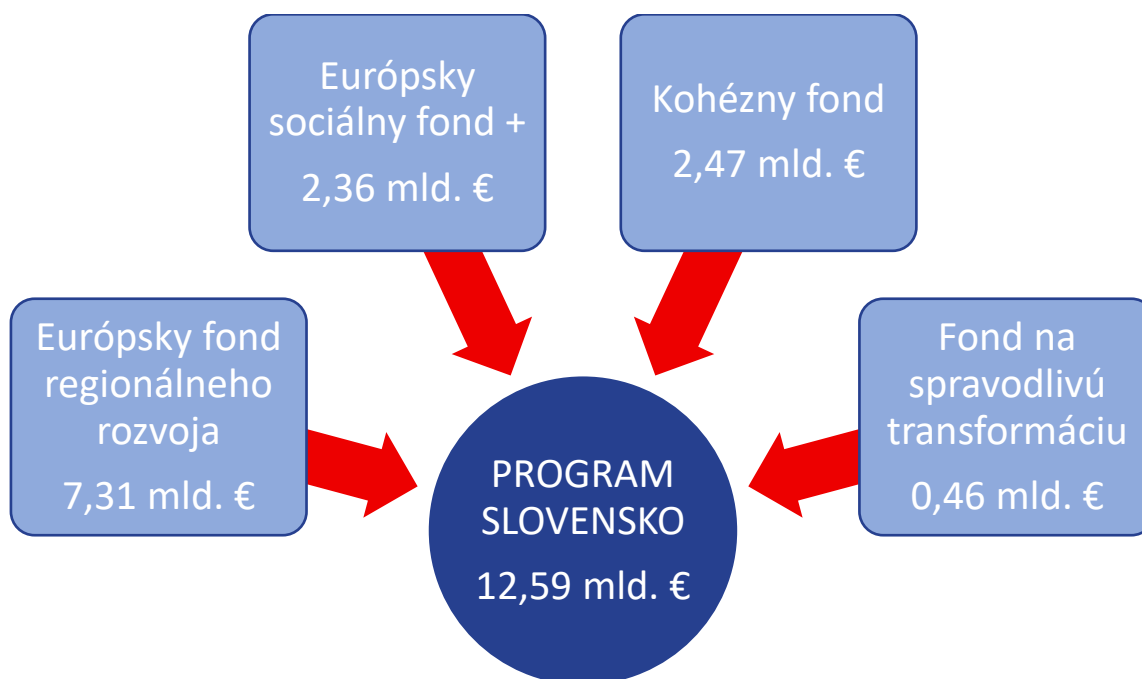 Európsky
sociálny fond +
2,36 mld. €
Kohézny fond
2,47 mld. €
Európsky fond
regionálneho
rozvoja
7,31 mld. €
Fond na
spravodlivú
transformáciu
0,46 mld. €
PROGRAM
SLOVENSKO
12,59 mld. €